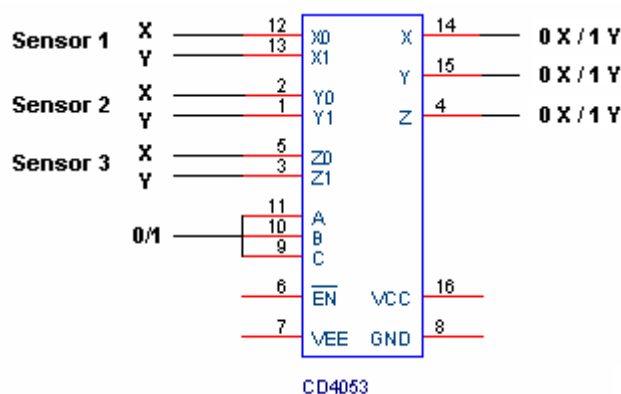 X 12 X0 X 14 0 X / 1 Y
Sensor 1
Y 13 X1
Y 15 0 X / 1 Y
X 2 Y0
Sensor 2
Y 1 Y1 Z 4 0 X / 1 Y
X 5 Z0
Sensor 3
Y 3 Z1
11 A
0/1 10 B
9 C
6 EN VCC 16
7 VEE GND 8
CD4053